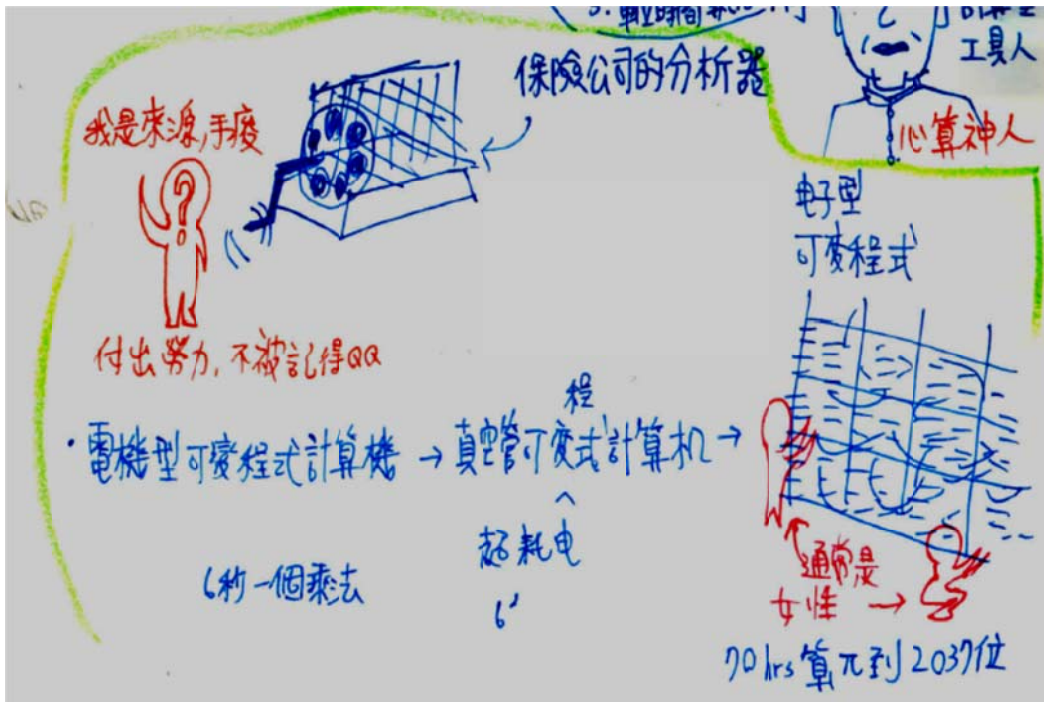 工具人
心算神人
保險公司的分析器
我是來源,手痠
付出勞力,不被記得QQ
电子型
可變程式
・電機型可變程式計算機 → 真空管可变式計算机 →
程
^
超耗电
6秒一個乘法
6'
通常是
女性 →
70 hrs 算π到2037位